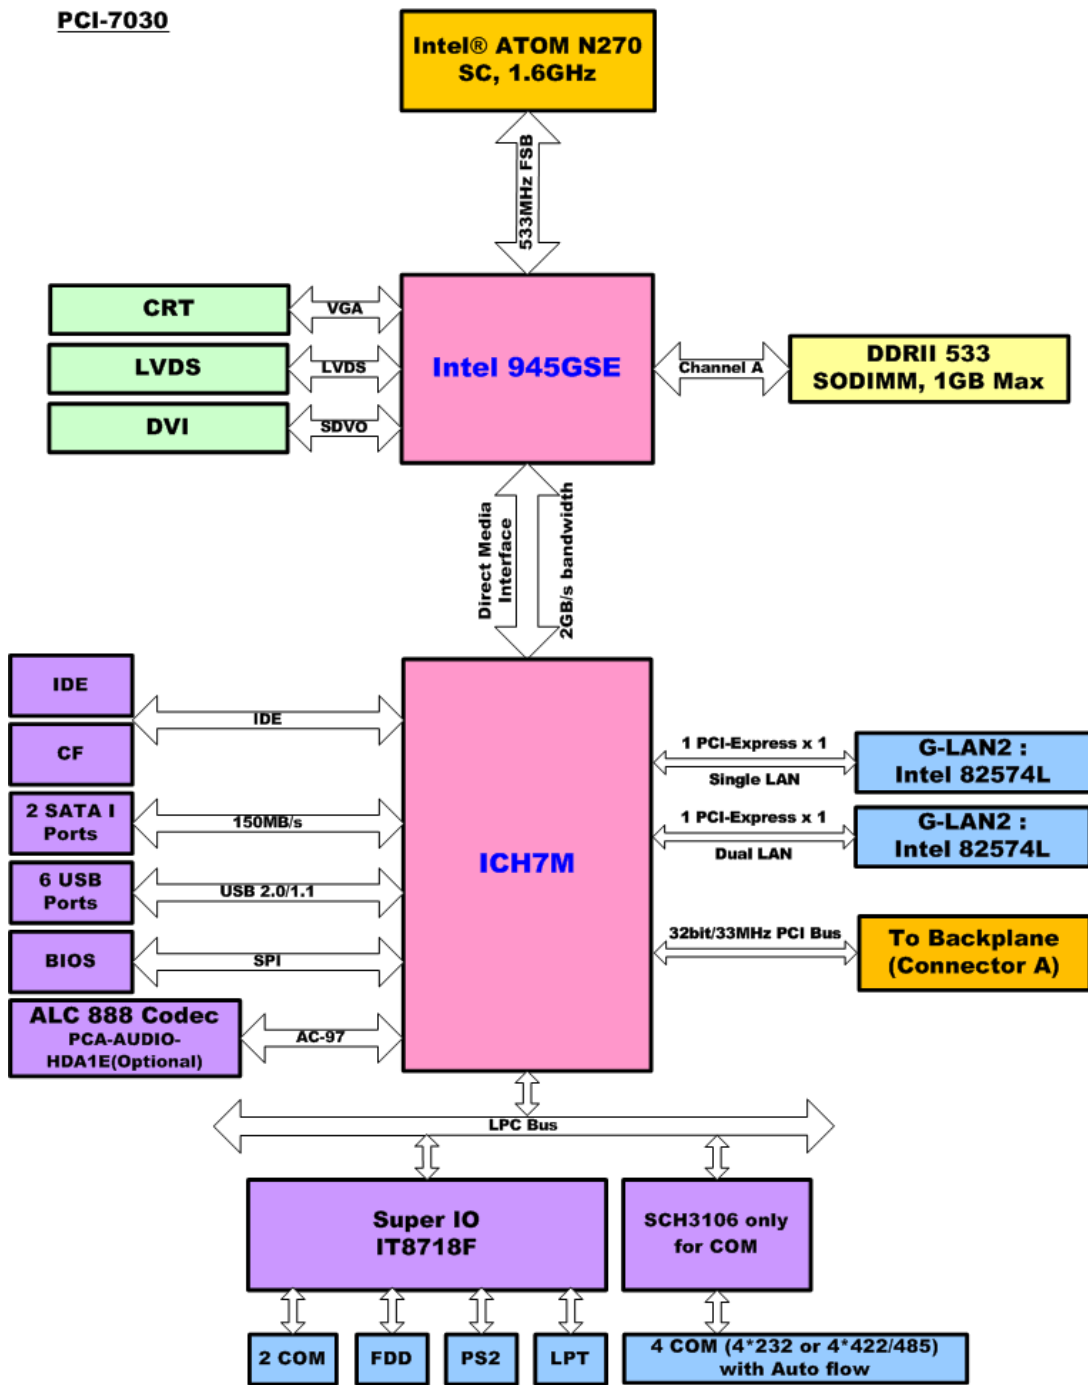 PCI-7030
Intel® ATOM N270
SC, 1.6GHz
533MHz FSB
CRT
VGA
LVDS
LVDS
DVI
SDVO
Intel 945GSE
Channel A
DDRII 533
SODIMM, 1GB Max
Direct Media
Interface
2GB/s bandwidth
IDE
CF
IDE
2 SATA I
Ports
150MB/s
6 USB
Ports
USB 2.0/1.1
BIOS
SPI
ALC 888 Codec
PCA-AUDIO-
HDA1E(Optional)
AC-97
ICH7M
1 PCI-Express x 1
Single LAN
G-LAN2 :
Intel 82574L
1 PCI-Express x 1
Dual LAN
G-LAN2 :
Intel 82574L
32bit/33MHz PCI Bus
To Backplane
(Connector A)
LPC Bus
Super IO
IT8718F
SCH3106 only
for COM
2 COM
FDD
PS2
LPT
4 COM (4*232 or 4*422/485)
with Auto flow